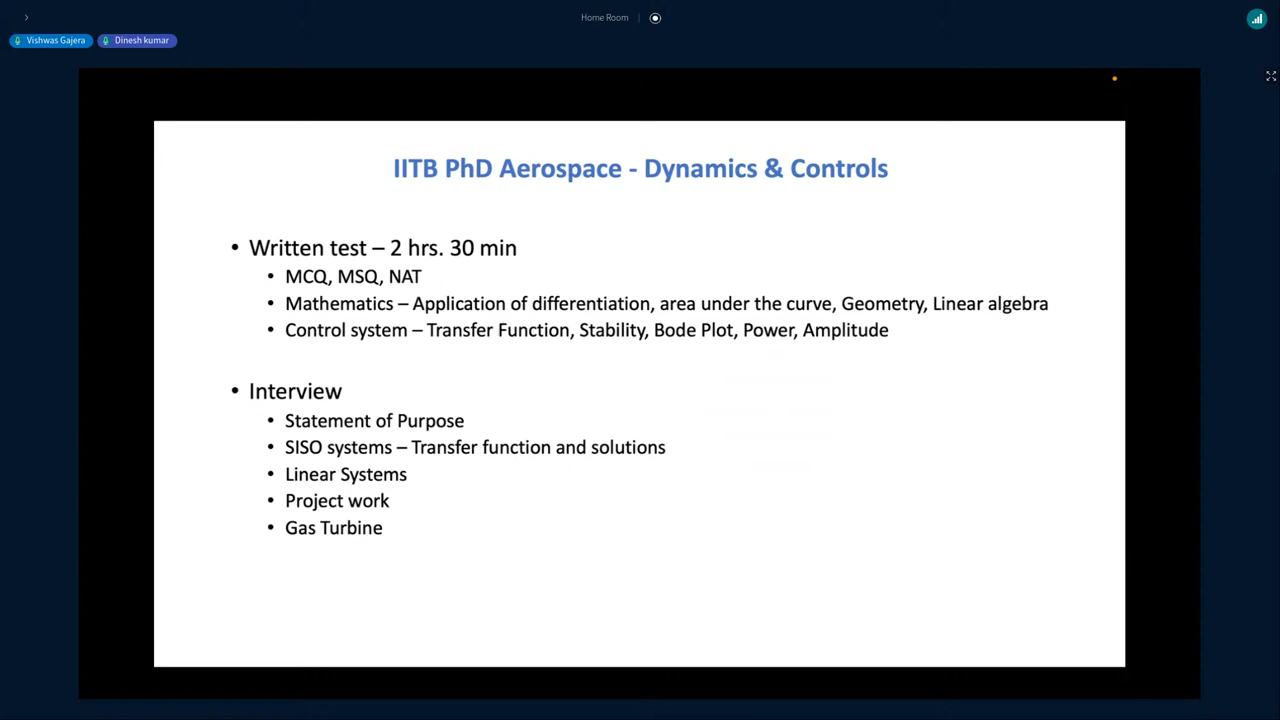 Home Room
Vishwas Gajera
Dinesh kumar
IITB PhD Aerospace - Dynamics & Controls
• Written test – 2 hrs. 30 min
• MCQ, MSQ, NAT
• Mathematics – Application of differentiation, area under the curve, Geometry, Linear algebra
• Control system – Transfer Function, Stability, Bode Plot, Power, Amplitude
• Interview
• Statement of Purpose
• SISO systems – Transfer function and solutions
• Linear Systems
• Project work
• Gas Turbine